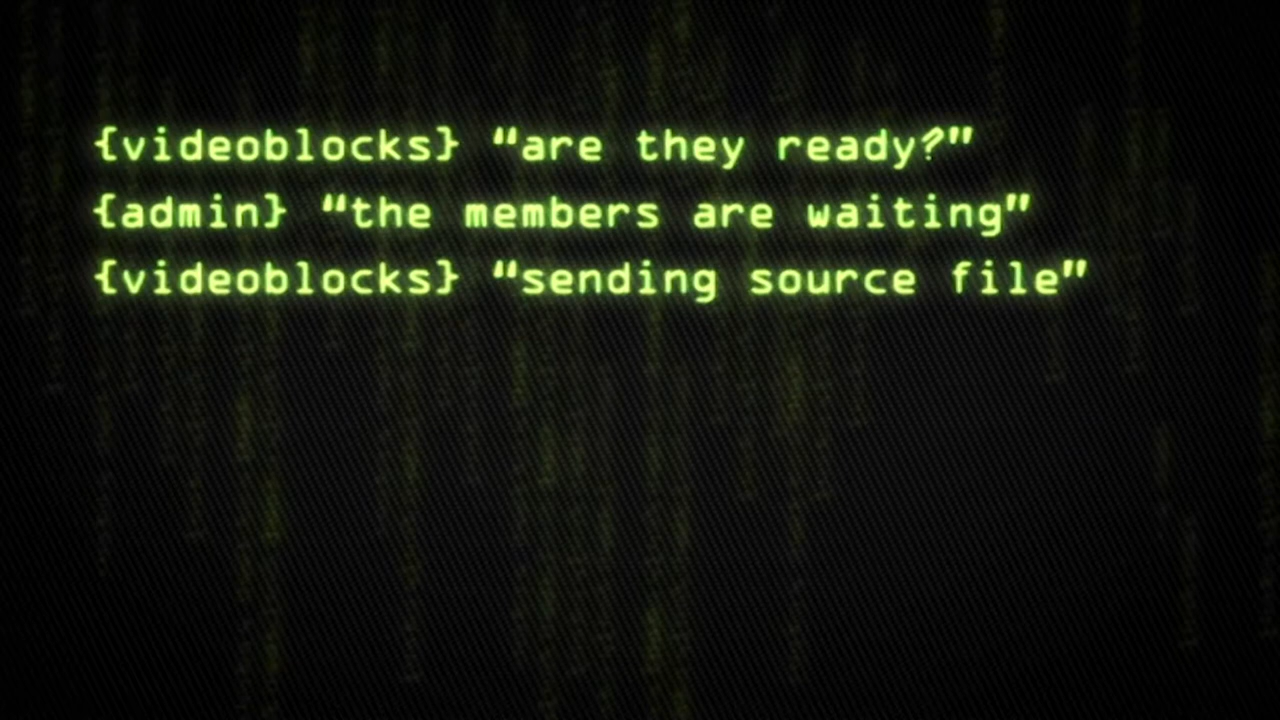 {videoblocks} “are they ready?”
{admin} “the members are waiting”
{videoblocks} “sending source file”